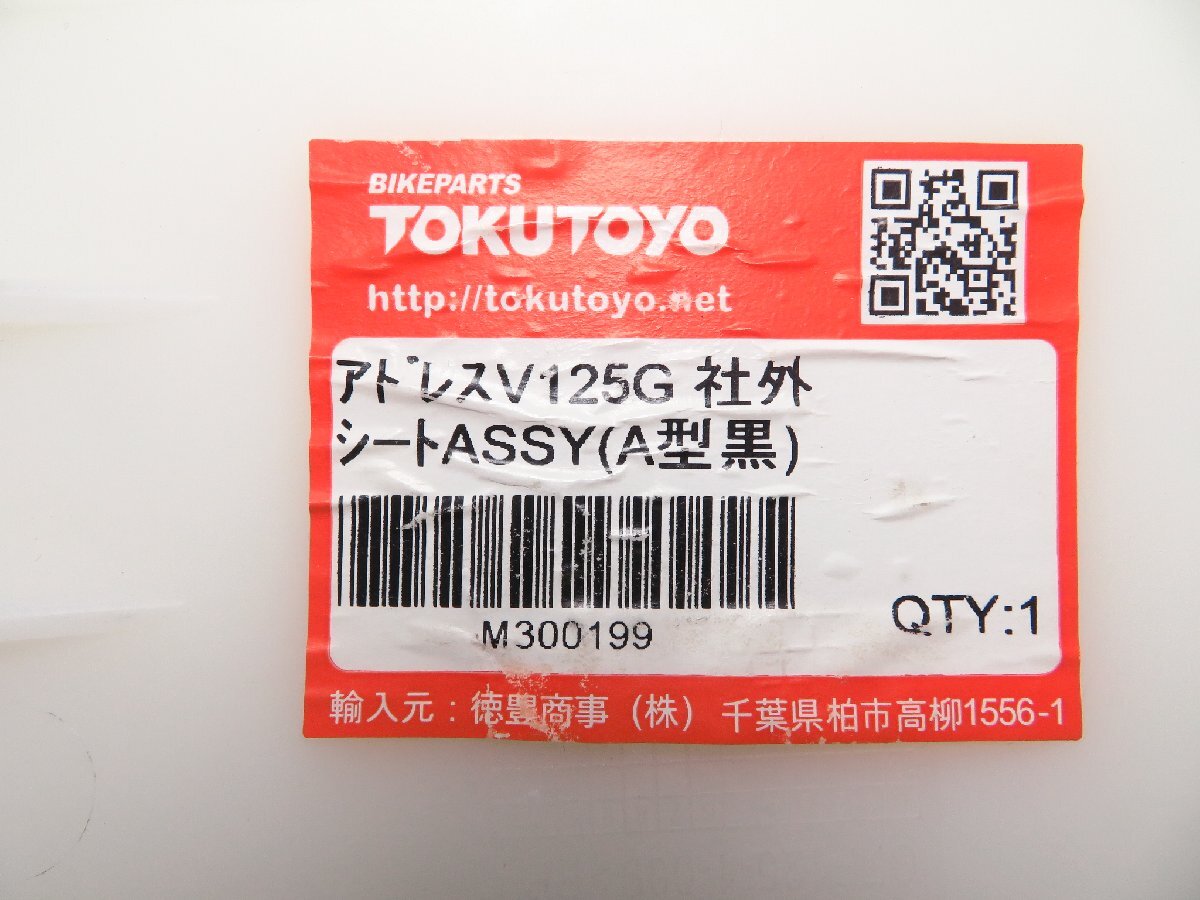 BIKEPARTS
TOKUTOYO
http://tokutoyo.net
ｱﾄﾞﾚｽV125G 社外
ｼｰﾄASSY(A型黒)
M300199
QTY:1
輸入元：徳豊商事（株） 千葉県柏市高柳1556-1